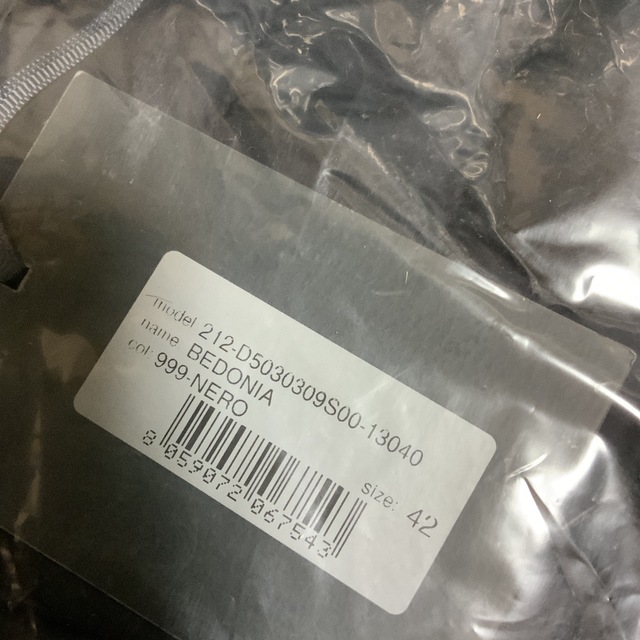 model: 212-D5030309S00-13040
name: BEDONIA
col: 999-NERO
size: 42
8 059072 067543